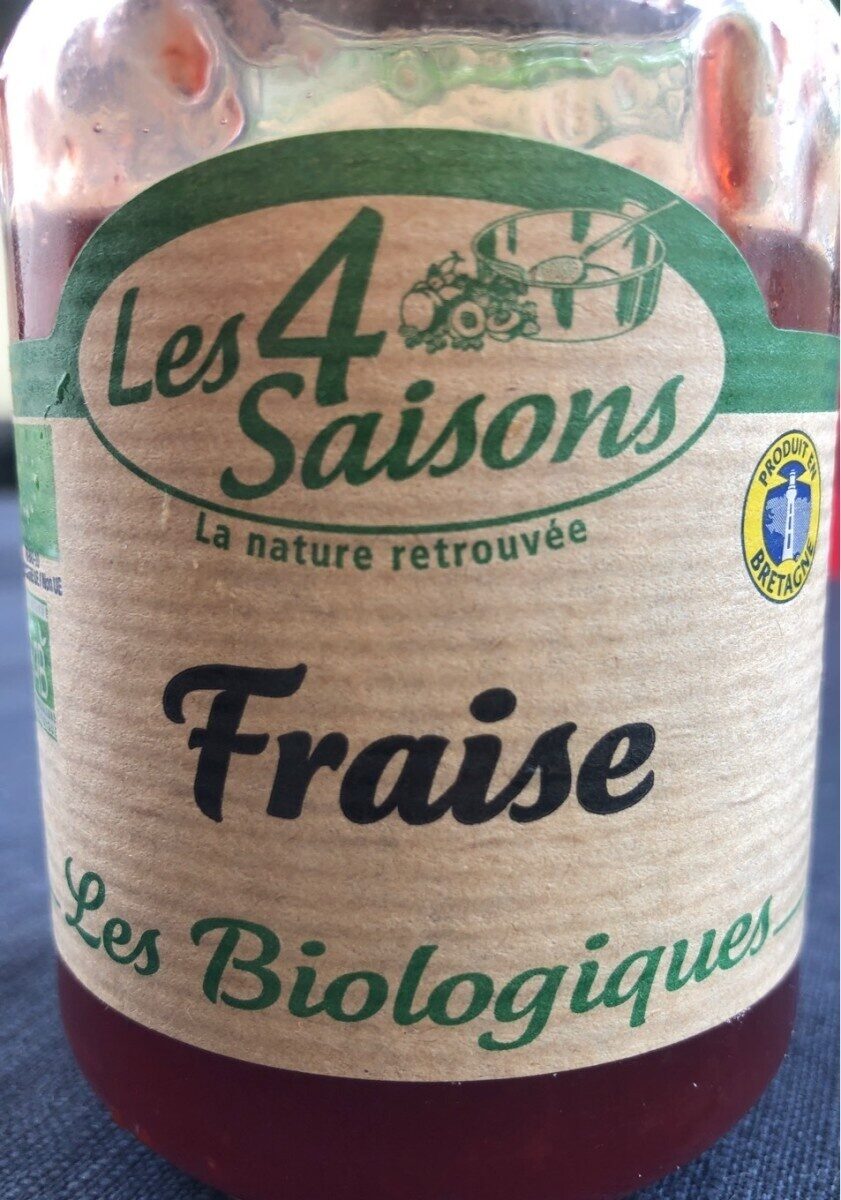 Les 4
Saisons
La nature retrouvée
PRODUIT EN
BRETAGNE
Fraise
Les Biologiques